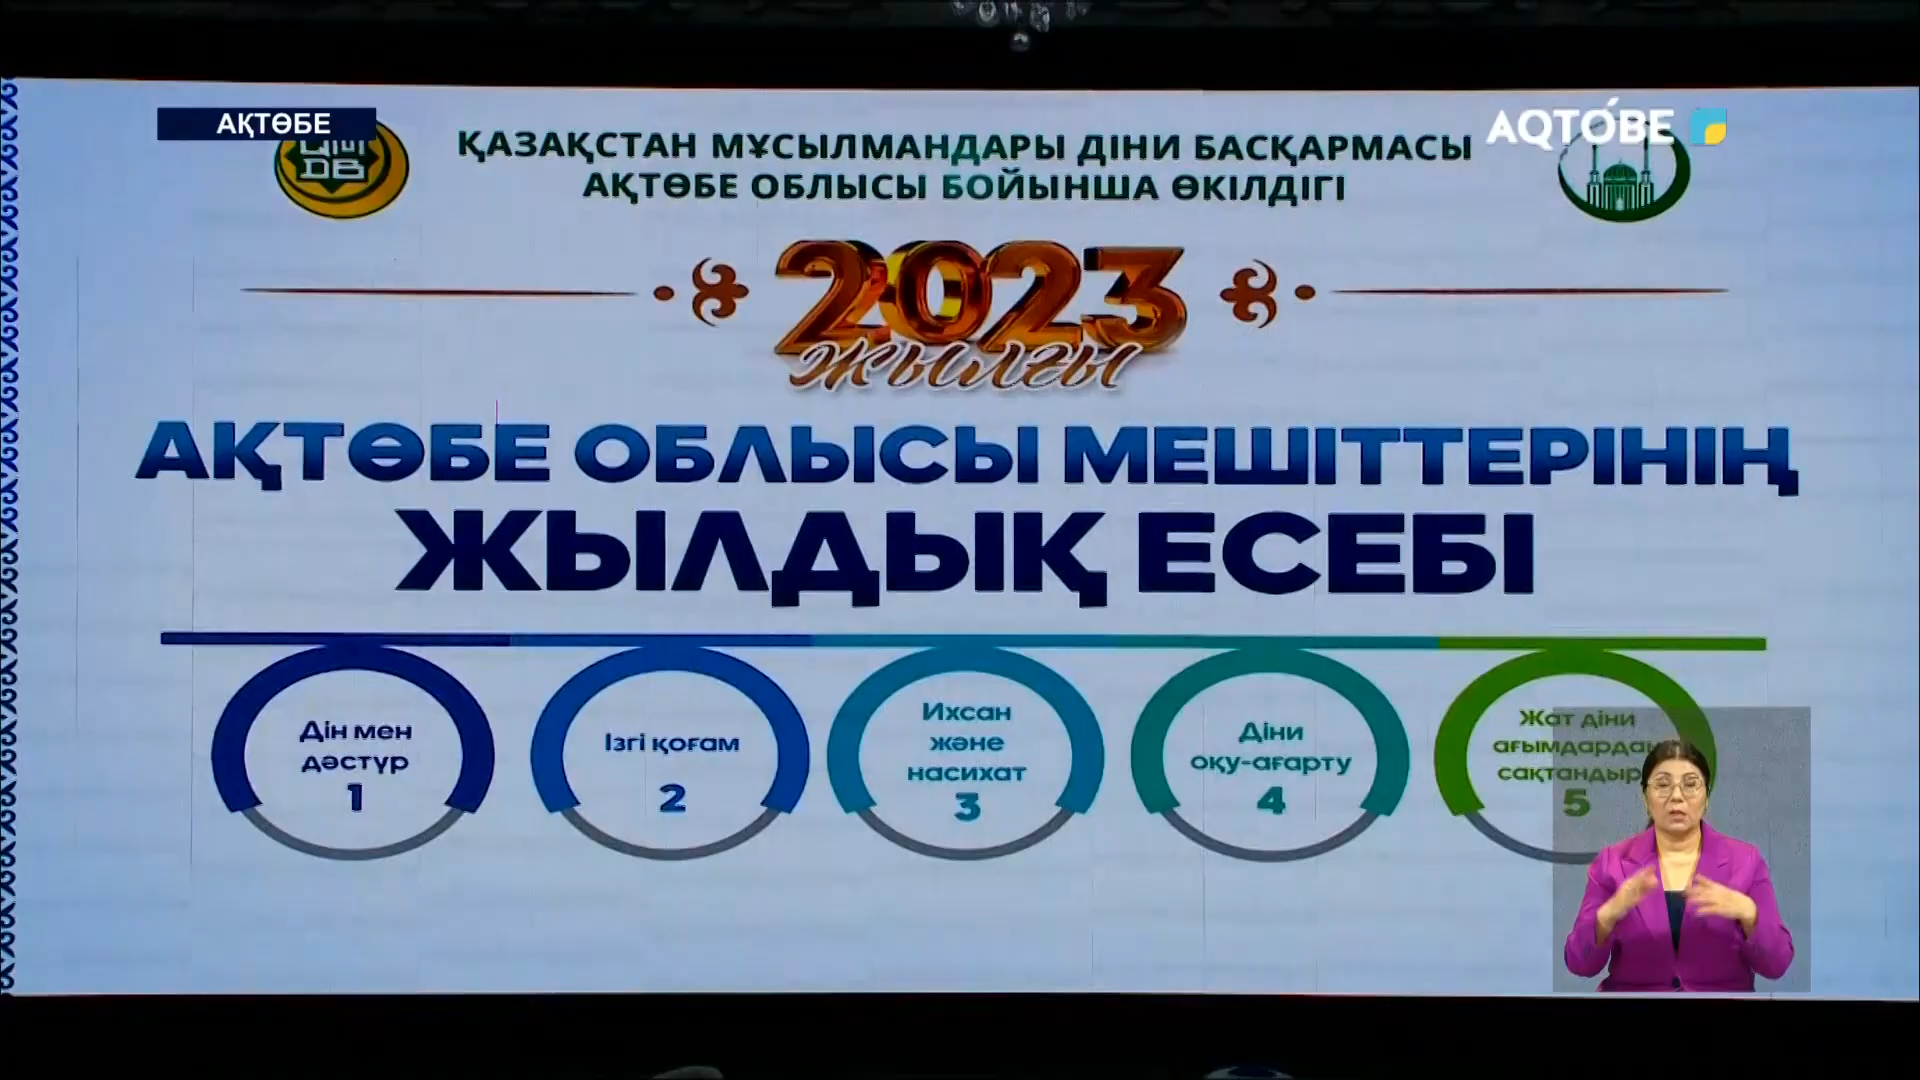 АҚТӨБЕ
AQTÓBE
ҚАЗАҚСТАН МҰСЫЛМАНДАРЫ ДІНИ БАСҚАРМАСЫ
АҚТӨБЕ ОБЛЫСЫ БОЙЫНША ӨКІЛДІГІ
2023
жылғы
АҚТӨБЕ ОБЛЫСЫ МЕШІТТЕРІНІҢ
ЖЫЛДЫҚ ЕСЕБІ
Дін мен
дәстүр
1
Ізгі қоғам
2
Ихсан
және
насихат
3
Діни
оқу-ағарту
4
Жат діни
5